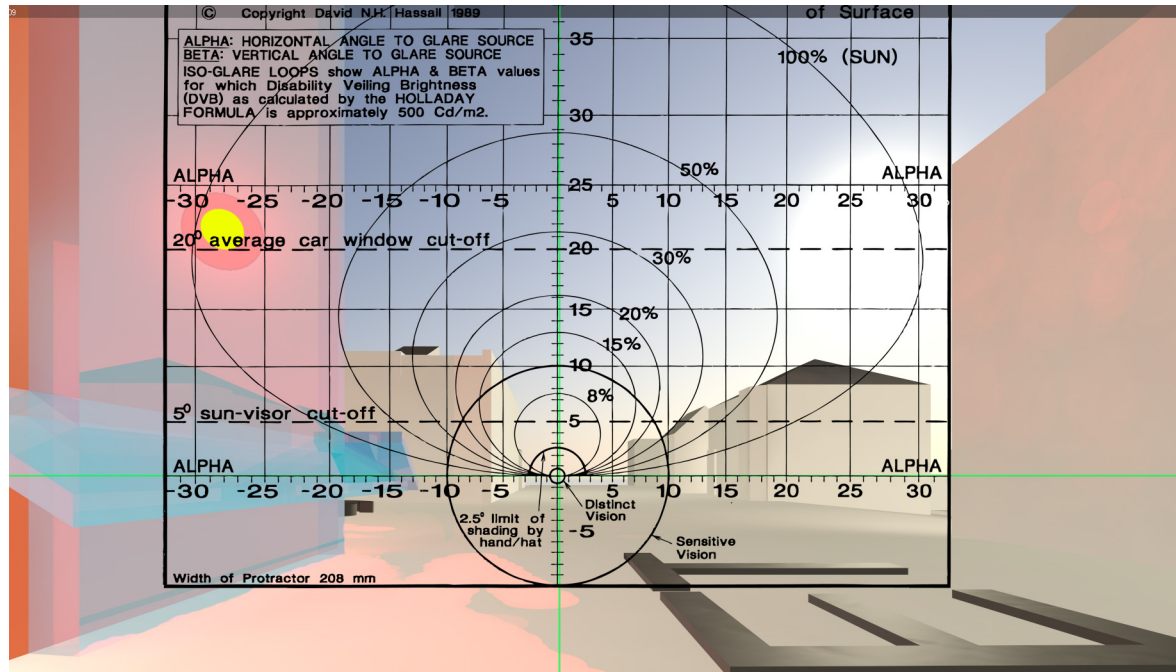 09
© Copyright David N.H. Hassall 1989
of Surface
ALPHA: HORIZONTAL ANGLE TO GLARE SOURCE
BETA: VERTICAL ANGLE TO GLARE SOURCE
ISO-GLARE LOOPS show ALPHA & BETA values
for which Disability Veiling Brightness
(DVB) as calculated by the HOLLADAY
FORMULA is approximately 500 Cd/m2.
35
100% (SUN)
30
50%
ALPHA 25 ALPHA
-30 -25 -20 -15 -10 -5 5 10 15 20 25 30
20° average car window cut-off
20
30%
15
20%
15%
10
8%
5° sun-visor cut-off
5
ALPHA ALPHA
-30 -25 -20 -15 -10 -5 5 10 15 20 25 30
Distinct
Vision
2.5° limit of
shading by
hand/hat
-5
Sensitive
Vision
Width of Protractor 208 mm